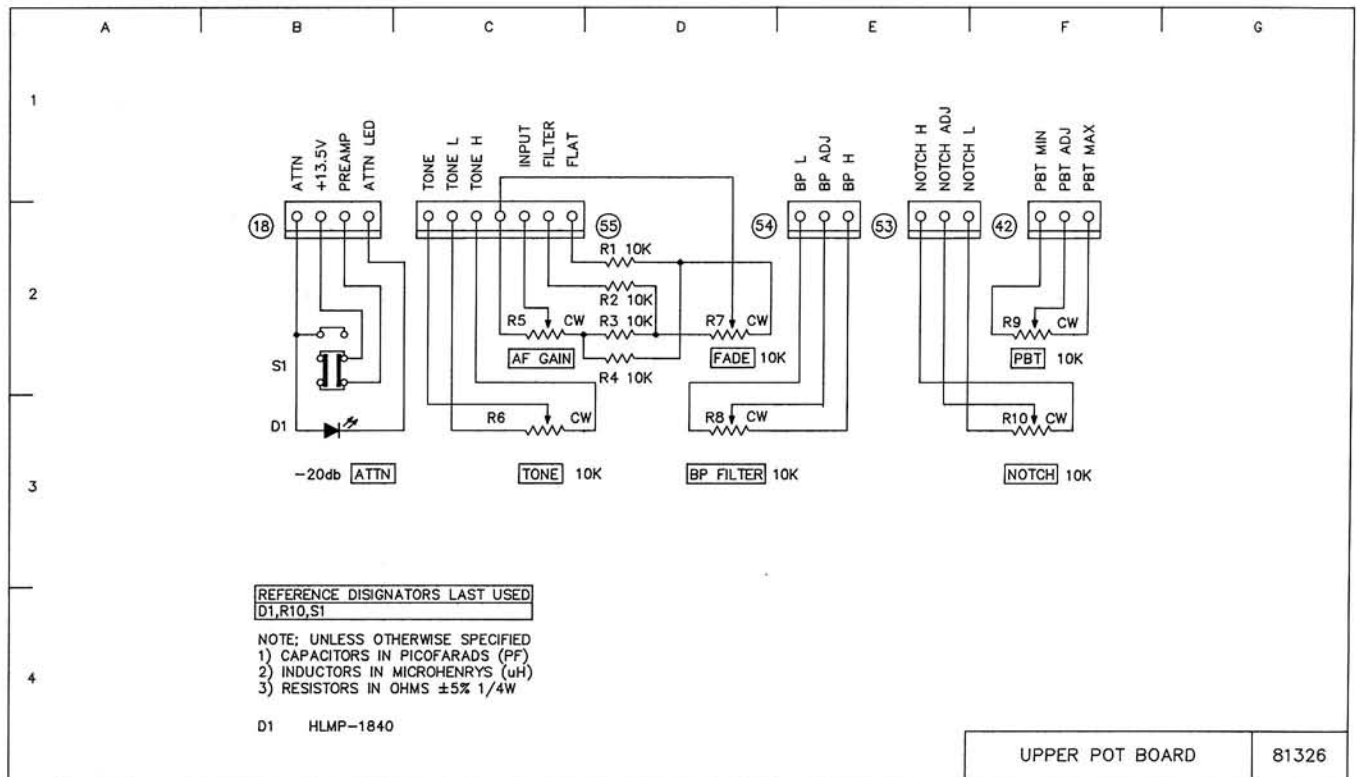 A B C D E F G
1
2
3
4
ATTN
+13.5V
PREAMP
ATTN LED
TONE
TONE L
TONE H
INPUT
FILTER
FLAT
BP L
BP ADJ
BP H
NOTCH H
NOTCH ADJ
NOTCH L
PBT MIN
PBT ADJ
PBT MAX
18
55
54
53
42
R1 10K
R2 10K
R3 10K
R4 10K
R5 CW
AF GAIN
R7 CW
FADE 10K
R9 CW
PBT 10K
S1
D1
R6 CW
R8 CW
R10 CW
-20db ATTN
TONE 10K
BP FILTER 10K
NOTCH 10K
REFERENCE DISIGNATORS LAST USED
D1,R10,S1
NOTE; UNLESS OTHERWISE SPECIFIED
1) CAPACITORS IN PICOFARADS (PF)
2) INDUCTORS IN MICROHENRYS (uH)
3) RESISTORS IN OHMS ±5% 1/4W
D1 HLMP-1840
UPPER POT BOARD 81326